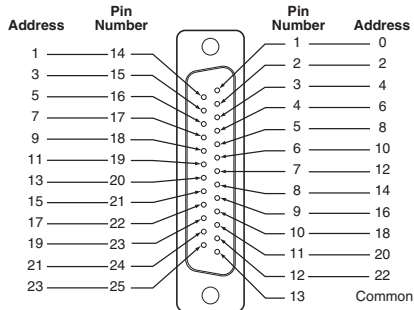 Address Pin Number Pin Number Address
1 14 1 0
3 15 2 2
5 16 3 4
7 17 4 6
9 18 5 8
11 19 6 10
13 20 7 12
15 21 8 14
17 22 9 16
19 23 10 18
21 24 11 20
23 25 12 22
13 Common